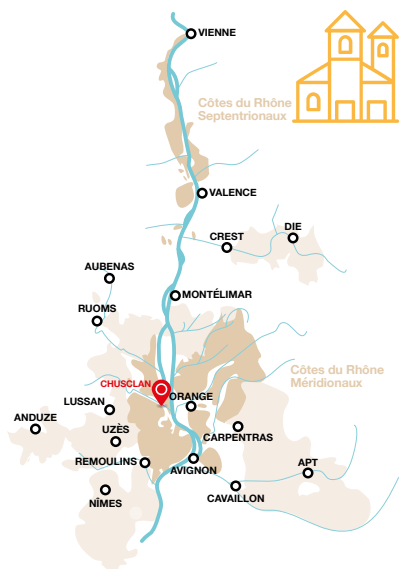 VIENNE
Côtes du Rhône
Septentrionaux
VALENCE
DIE
CREST
AUBENAS
MONTÉLIMAR
RUOMS
Côtes du Rhône
Méridionaux
CHUSCLAN
ORANGE
LUSSAN
ANDUZE
UZÈS
CARPENTRAS
REMOULINS
AVIGNON
APT
CAVAILLON
NÎMES